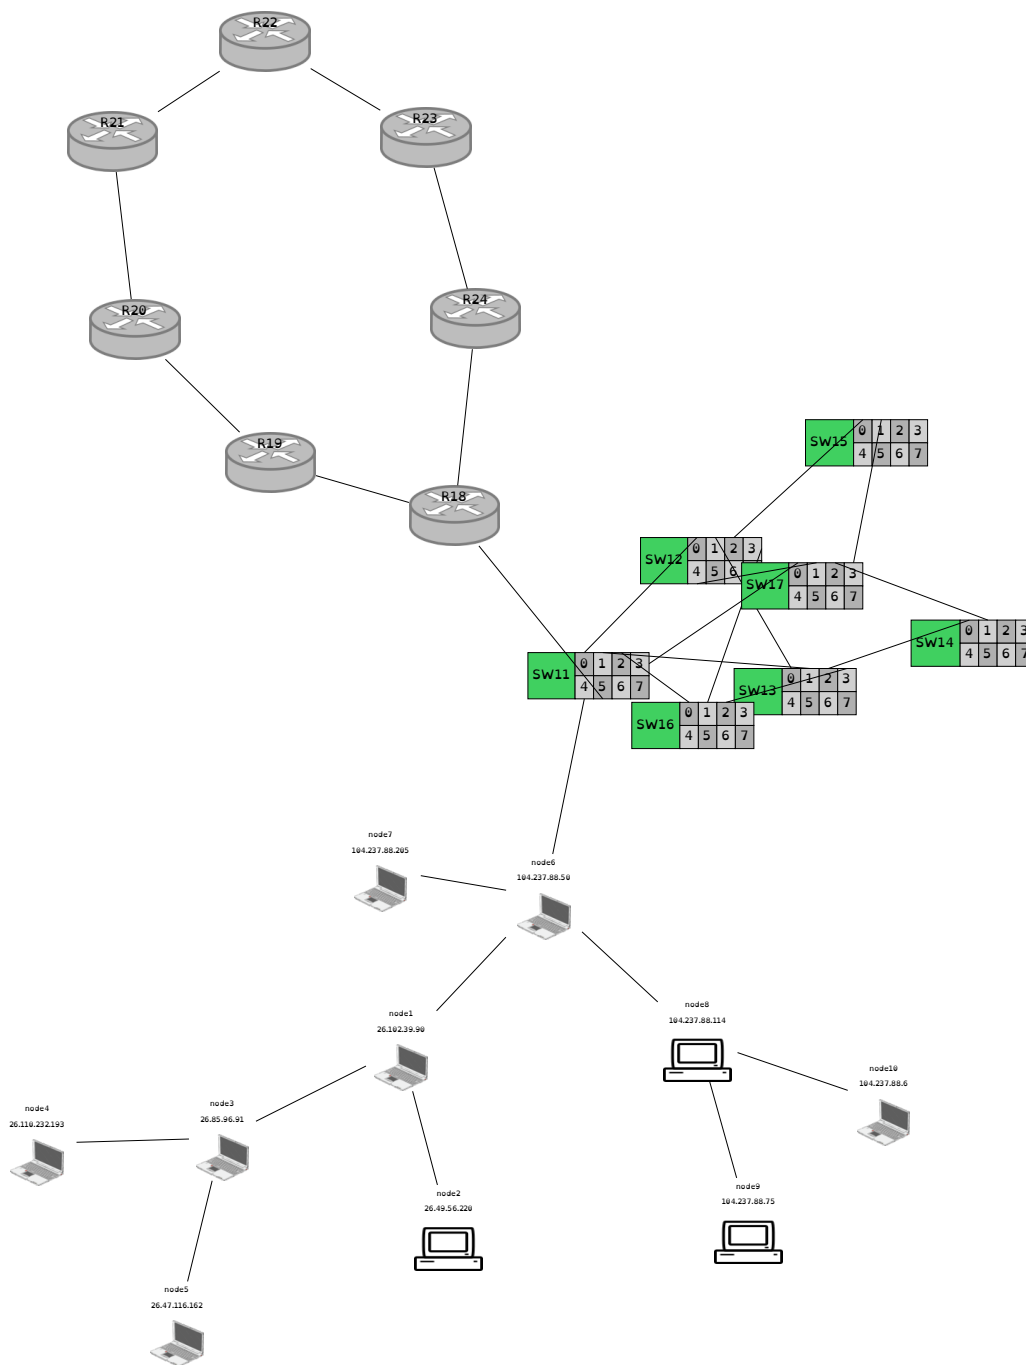 R22
R21
R23
R20
R24
R19
R18
SW15 0 1 2 3
4 5 6 7
SW12 0 1 2 3
4 5 6
SW17 0 1 2 3
4 5 6 7
SW14 0 1 2 3
4 5 6 7
SW11 0 1 2 3
4 5 6 7
SW13 0 1 2 3
4 5 6 7
SW16 0 1 2 3
4 5 6 7
node7
104.237.88.205
node6
104.237.88.50
node8
104.237.88.114
node1
26.102.39.90
node10
104.237.88.6
node3
26.85.96.91
node4
26.110.232.193
node9
104.237.88.75
node2
26.49.56.220
node5
26.47.116.162